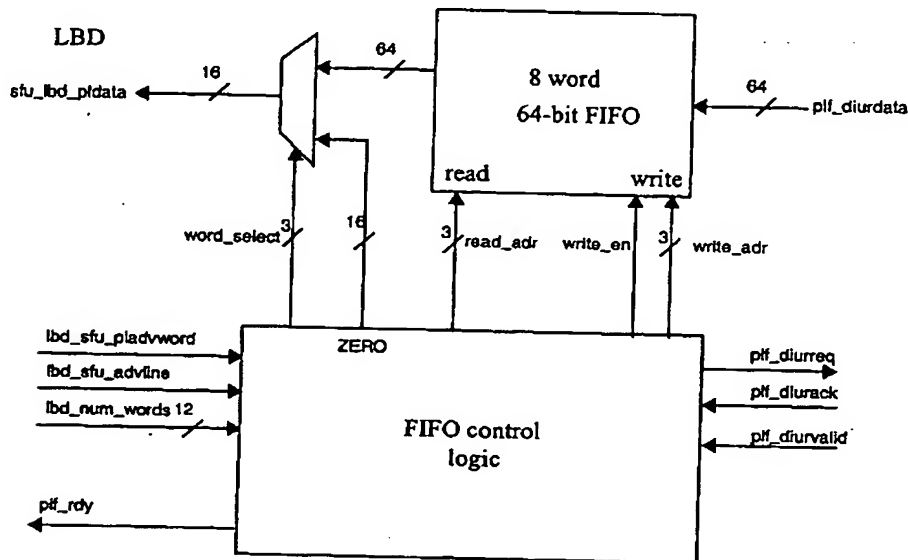 LBD
64
16
sfu_lbd_pfdata
8 word
64-bit FIFO
64
plf_diurdata
read
write
word_select
3
16
3
read_adr
write_en
3
write_adr
lbd_sfu_pladvword
ZERO
lbd_sfu_advline
lbd_num_words 12
FIFO control
logic
plf_diurreq
plf_diurack
plf_diurvalid
plf_rdy